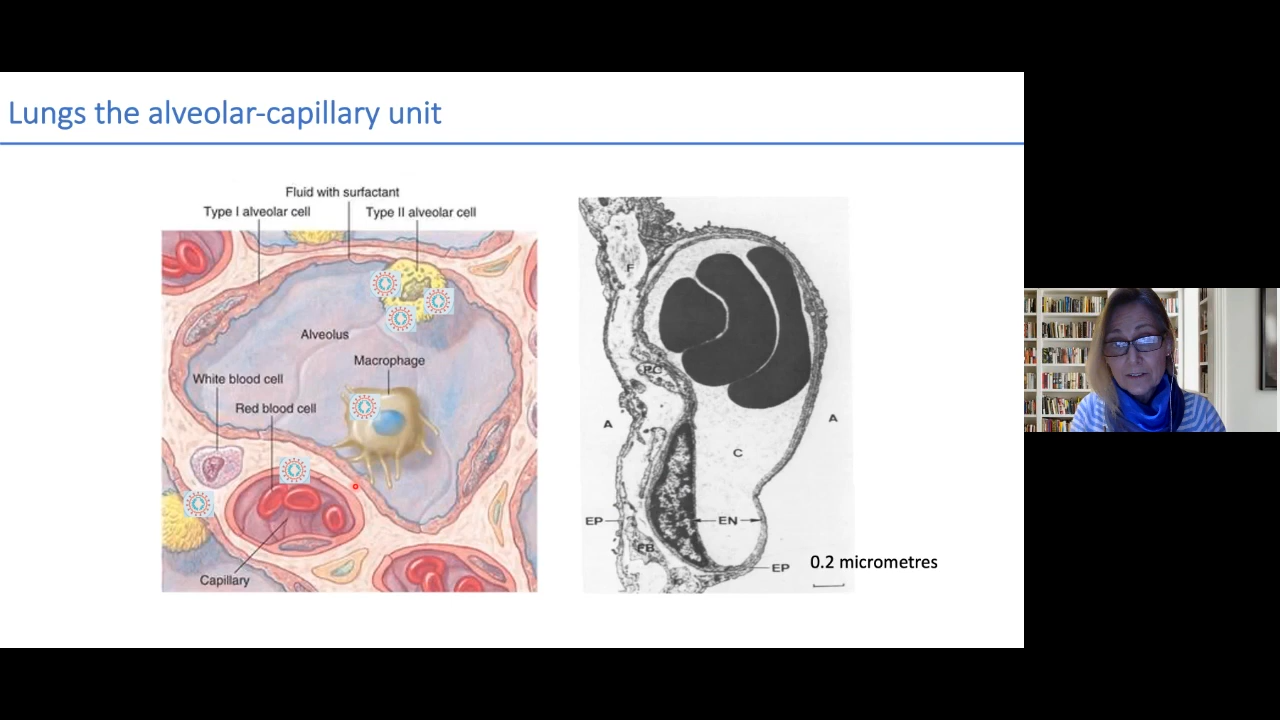 Lungs the alveolar-capillary unit
Fluid with surfactant
Type I alveolar cell
Type II alveolar cell
Alveolus
Macrophage
White blood cell
Red blood cell
Capillary
F
PC
A
A
C
EP
EN
FB
EP
0.2 micrometres